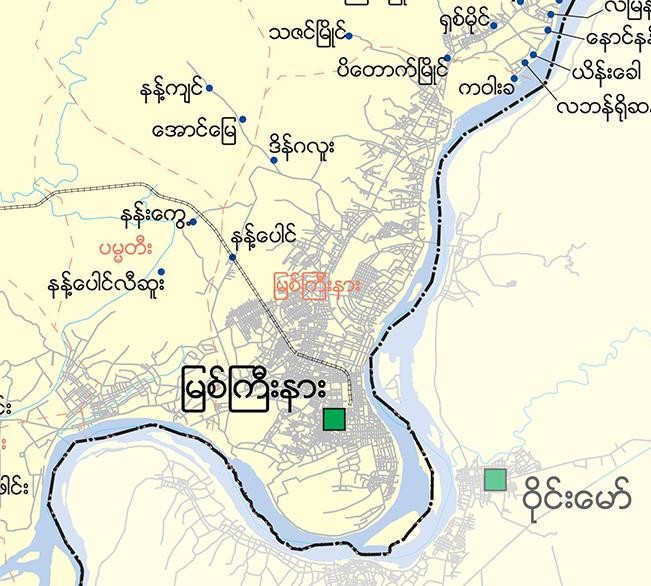 ရှစ်မိုင်
သဇင်မြိုင်
နောင်နန်
ပိတောက်မြိုင်
ယိန်းခေါ
နန့်ကျင်
ကဝါးခ
လဘန်ရိုဆ
အောင်မြေ
ဒိန်ဂလူး
နန်းကွေ့
နန့်ပေါင်
ပမ္မတီး
နန့်ပေါင်လီဆူး
မြစ်ကြီးနား
မြစ်ကြီးနား
ဝိုင်းမော်